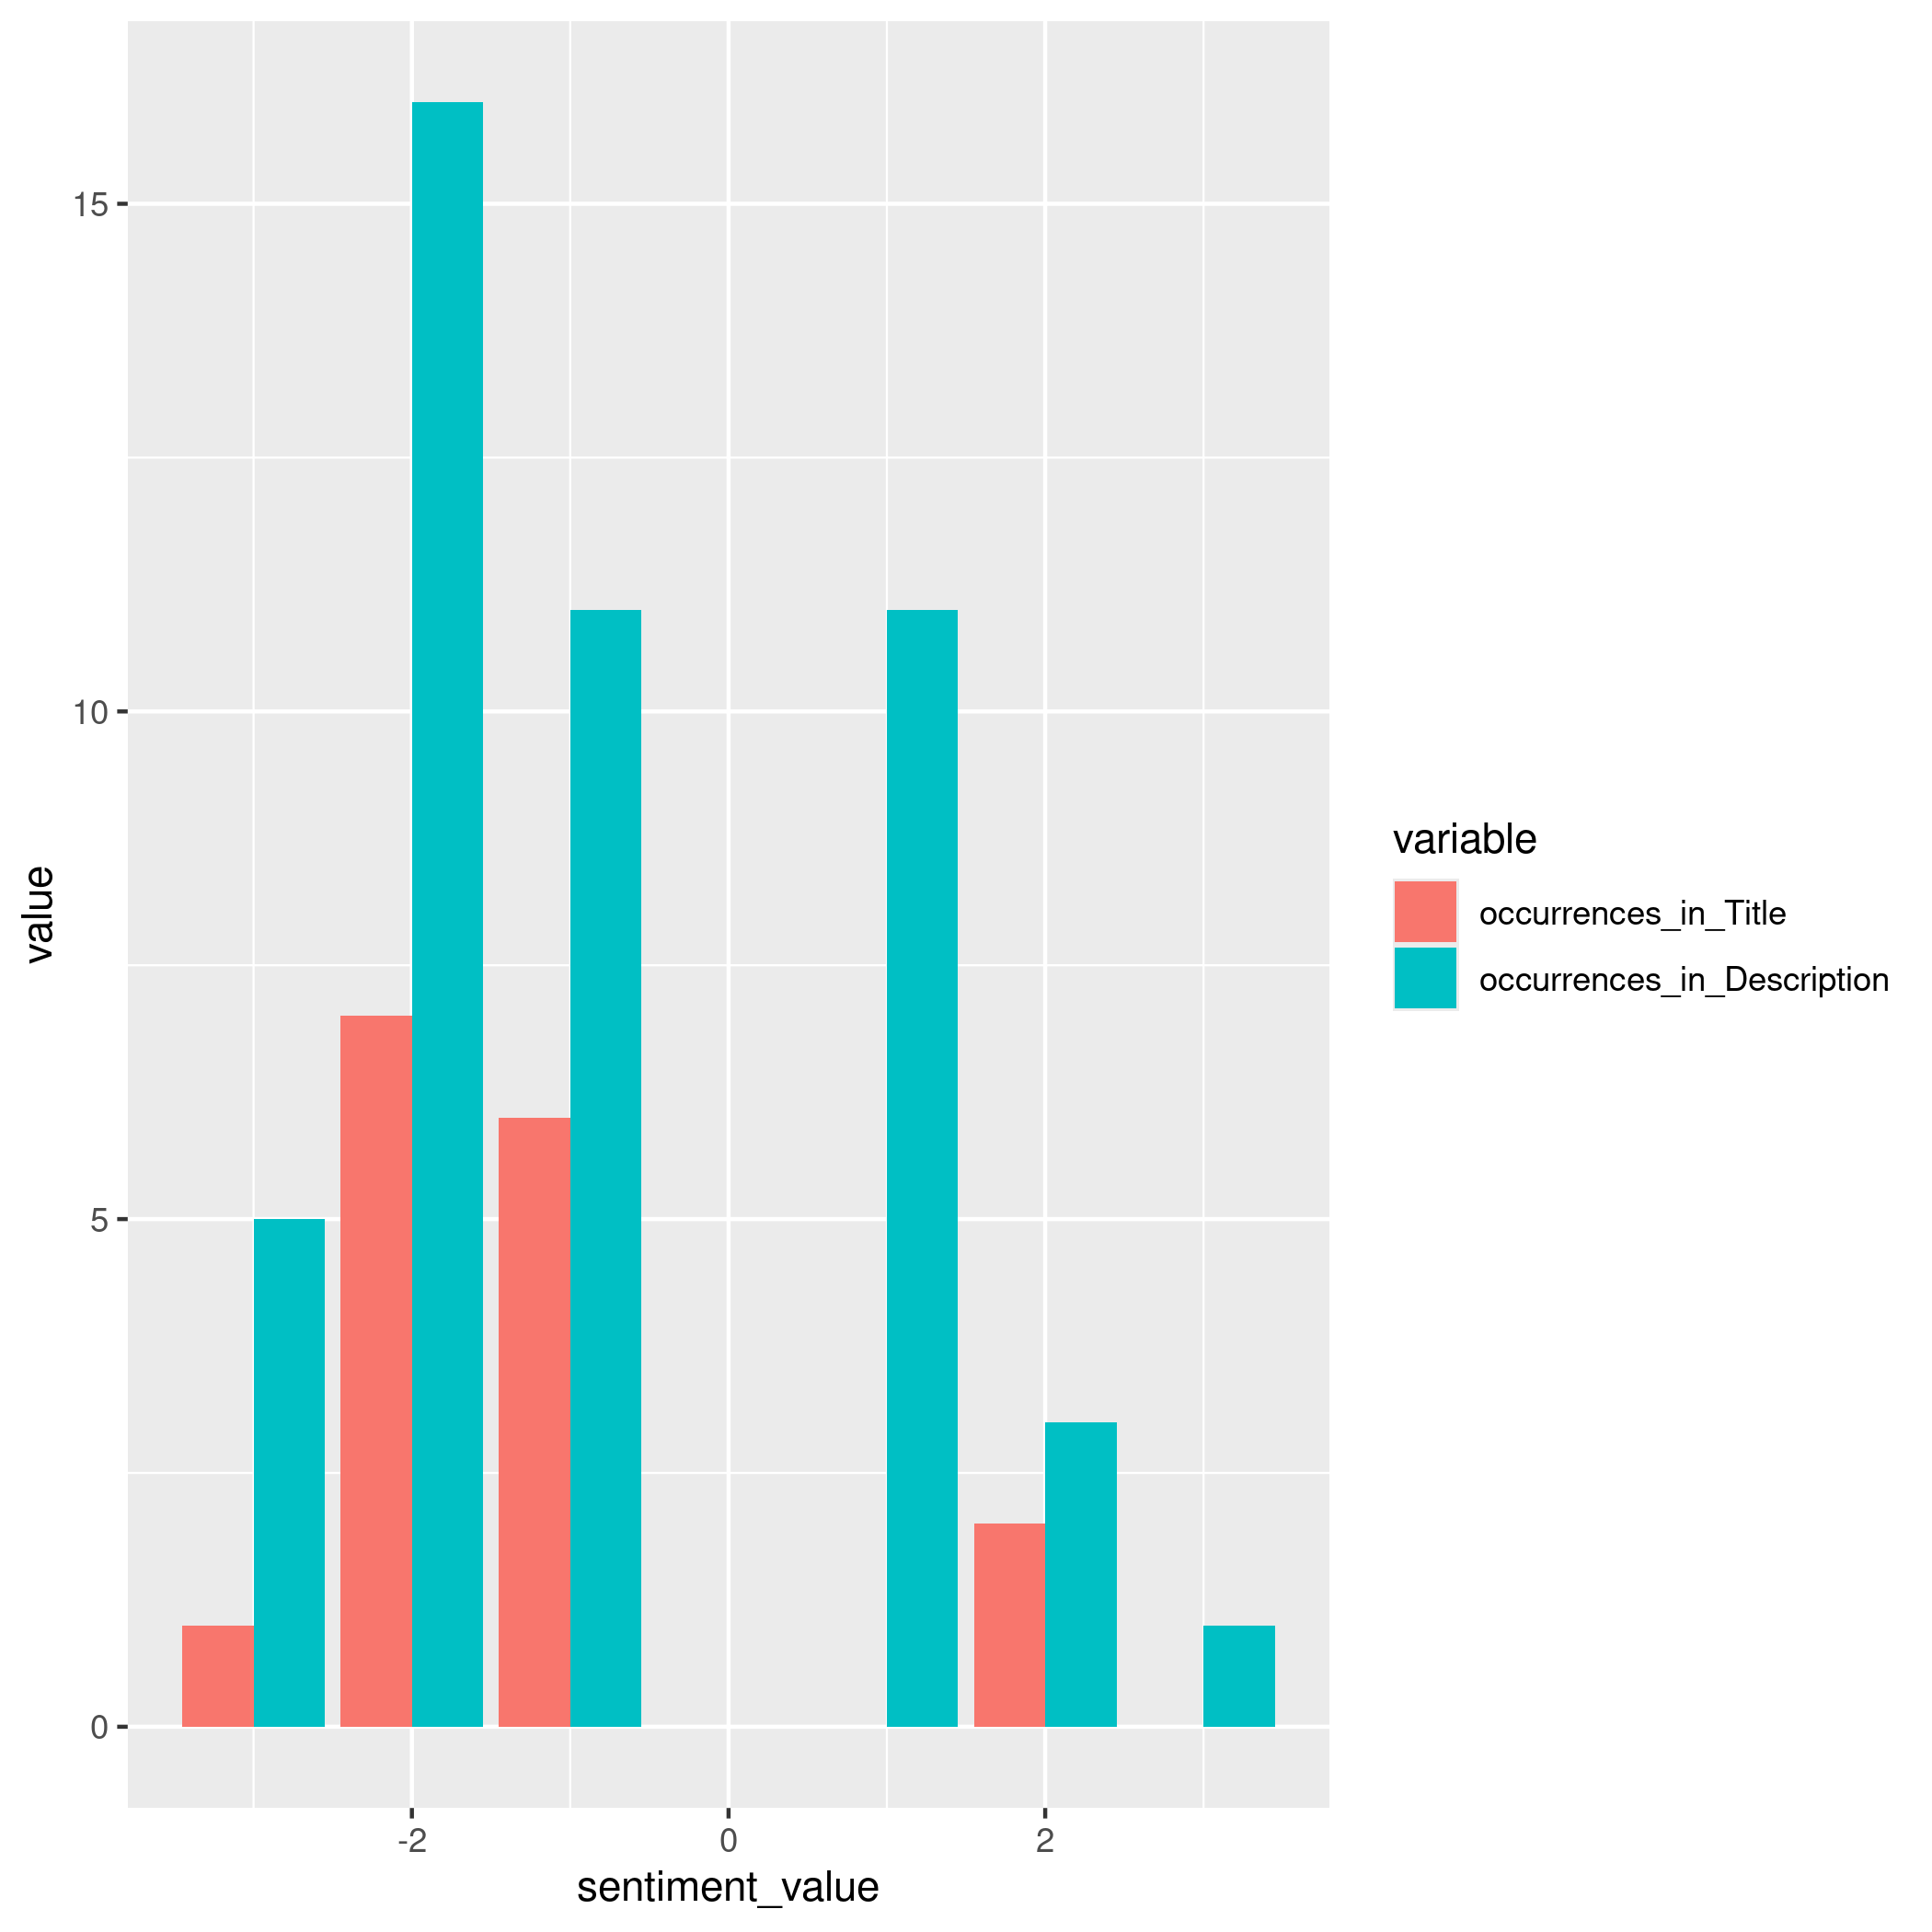 15
10
5
0
value
-2
0
2
sentiment_value
variable
occurrences_in_Title
occurrences_in_Description